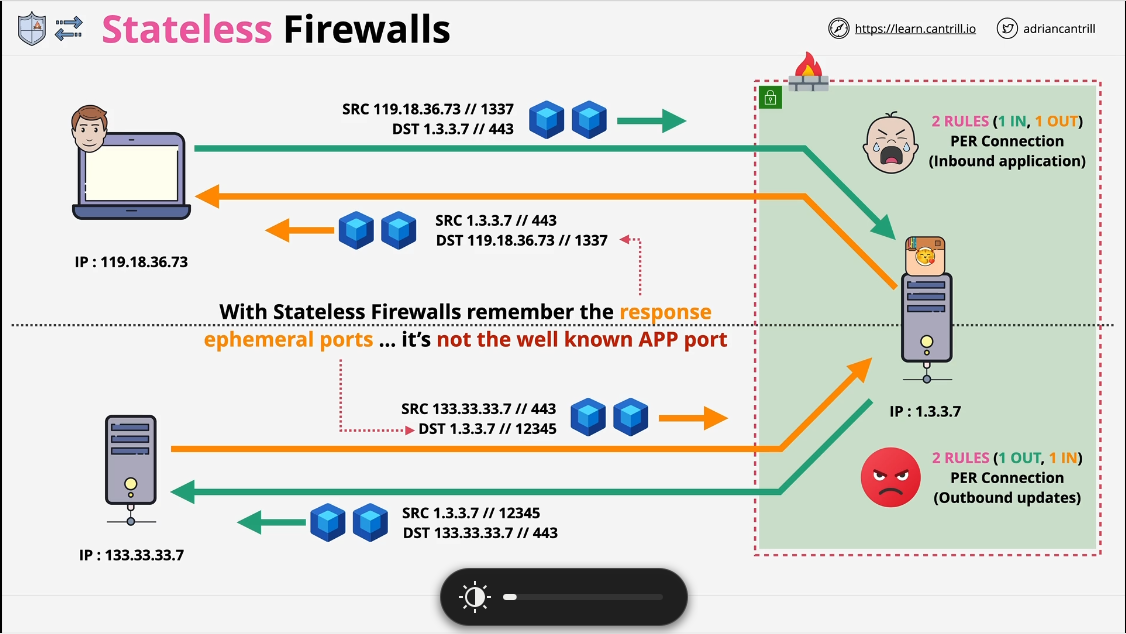 Stateless Firewalls
https://learn.cantrill.io
adriancantrill
SRC 119.18.36.73 // 1337
DST 1.3.3.7 // 443
2 RULES (1 IN, 1 OUT)
PER Connection
(Inbound application)
SRC 1.3.3.7 // 443
DST 119.18.36.73 // 1337
IP : 119.18.36.73
With Stateless Firewalls remember the response
ephemeral ports ... it's not the well known APP port
SRC 133.33.33.7 // 443
DST 1.3.3.7 // 12345
IP : 1.3.3.7
2 RULES (1 OUT, 1 IN)
PER Connection
(Outbound updates)
SRC 1.3.3.7 // 12345
DST 133.33.33.7 // 443
IP : 133.33.33.7